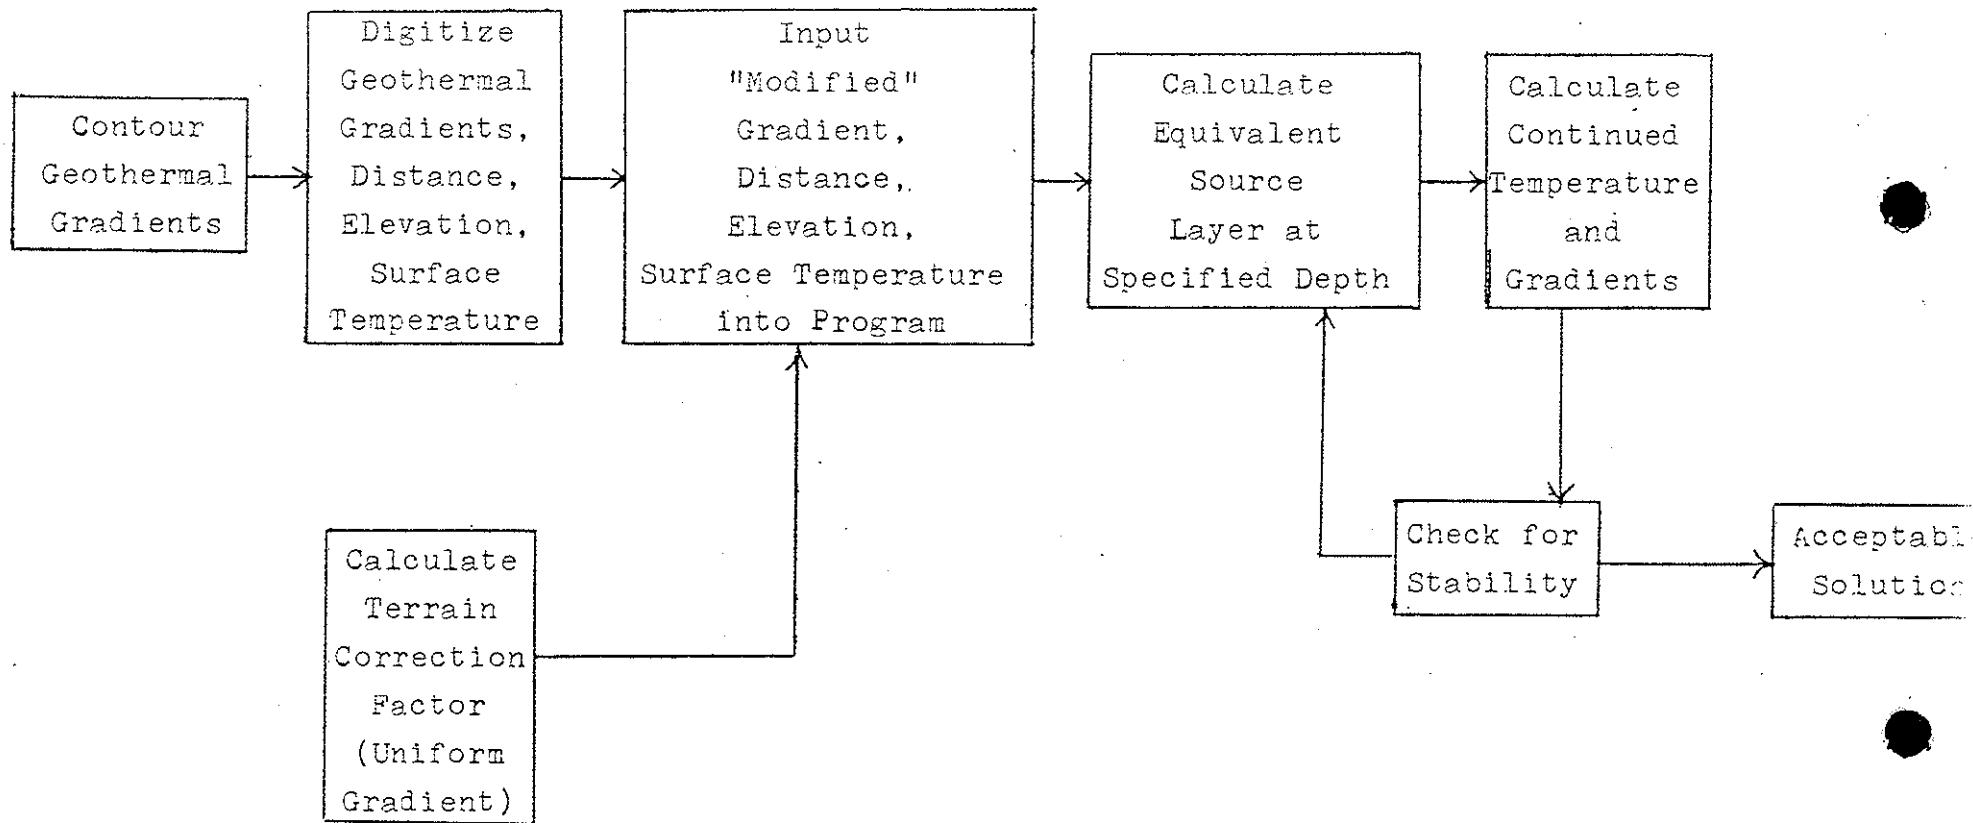 Contour
Geothermal
Gradients
Digitize
Geothermal
Gradients,
Distance,
Elevation,
Surface
Temperature
Input
"Modified"
Gradient,
Distance,
Elevation,
Surface Temperature
into Program
Calculate
Equivalent
Source
Layer at
Specified Depth
Calculate
Continued
Temperature
and
Gradients
Calculate
Terrain
Correction
Factor
(Uniform
Gradient)
Check for
Stability
Acceptabl
Solutio